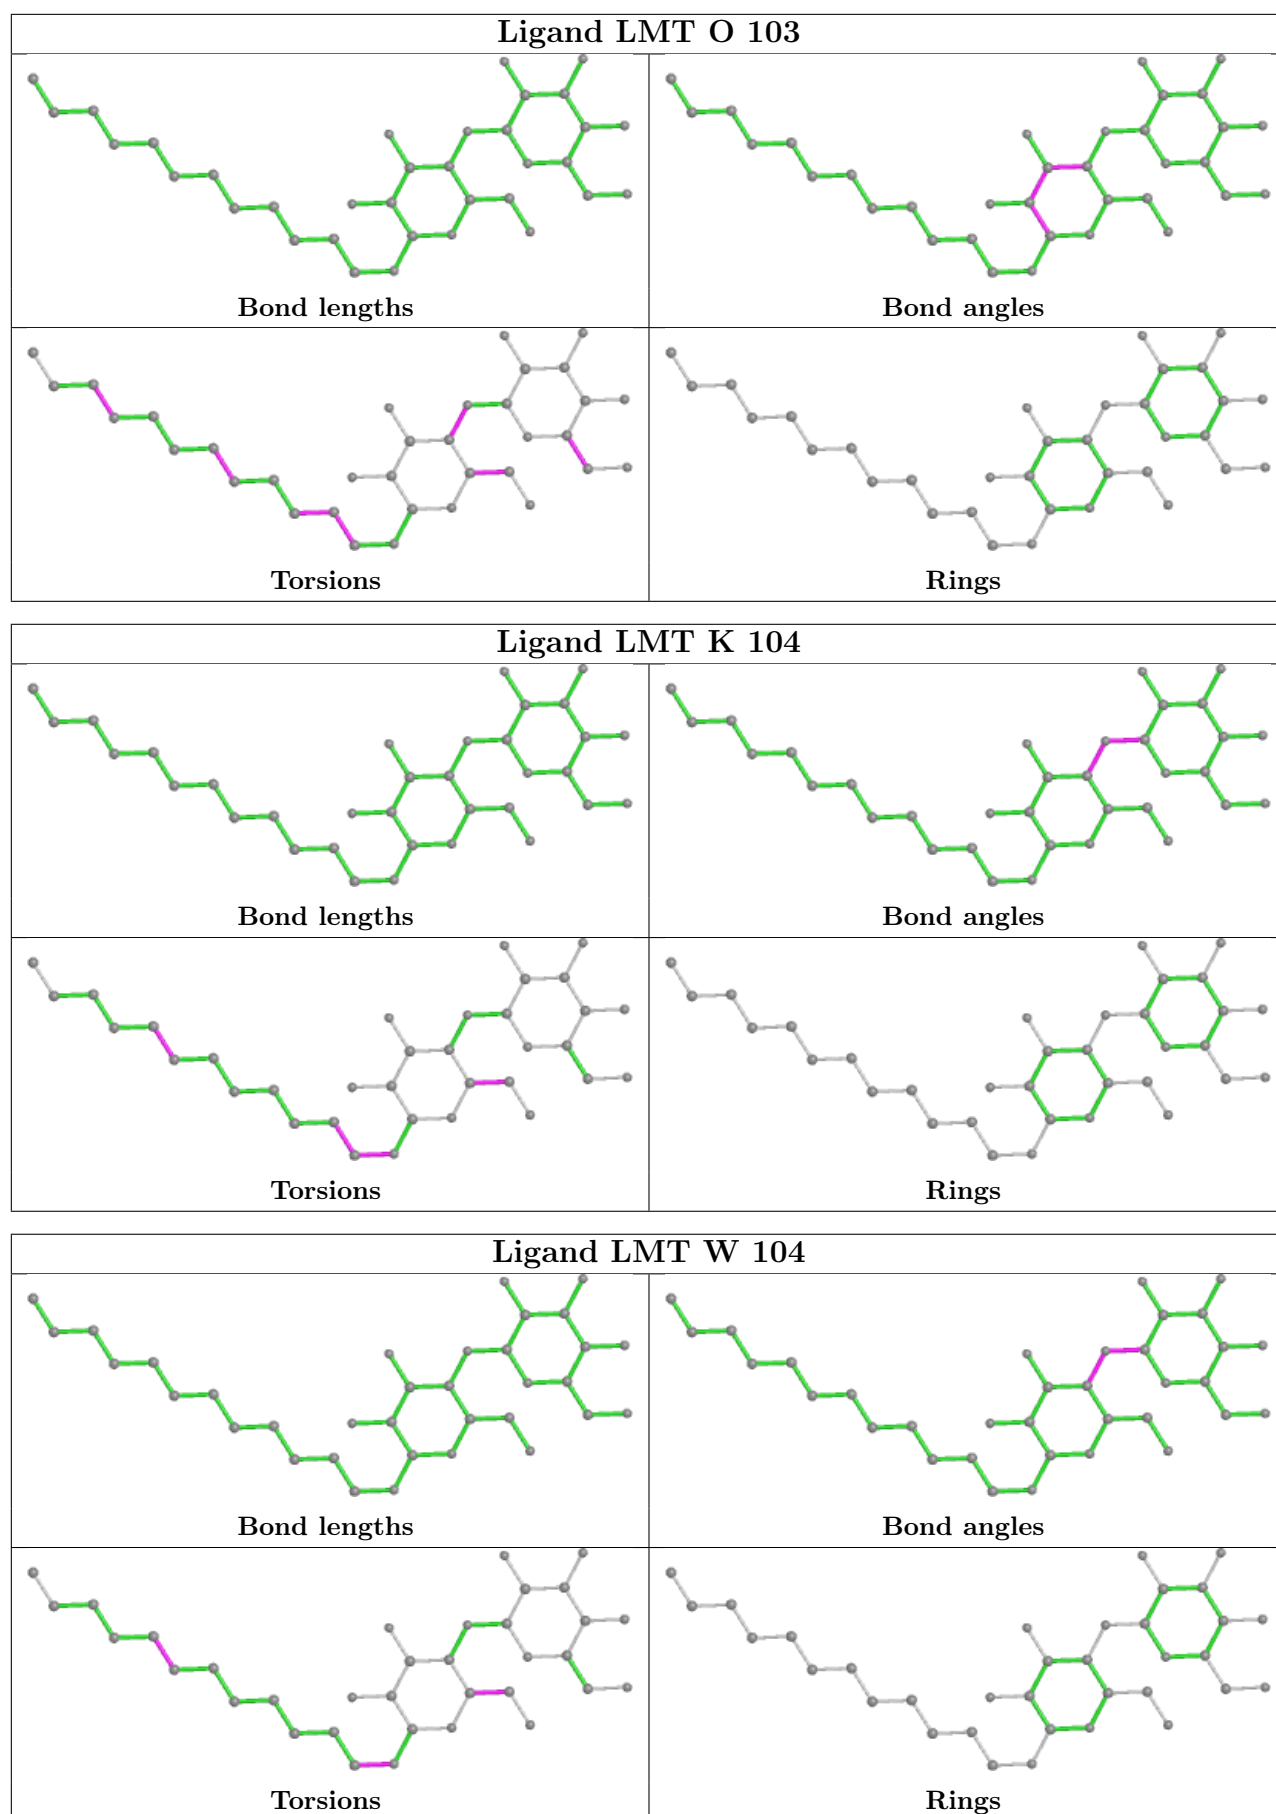 Ligand LMT O 103
Bond lengths
Bond angles
Torsions
Rings
Ligand LMT K 104
Bond lengths
Bond angles
Torsions
Rings
Ligand LMT W 104
Bond lengths
Bond angles
Torsions
Rings